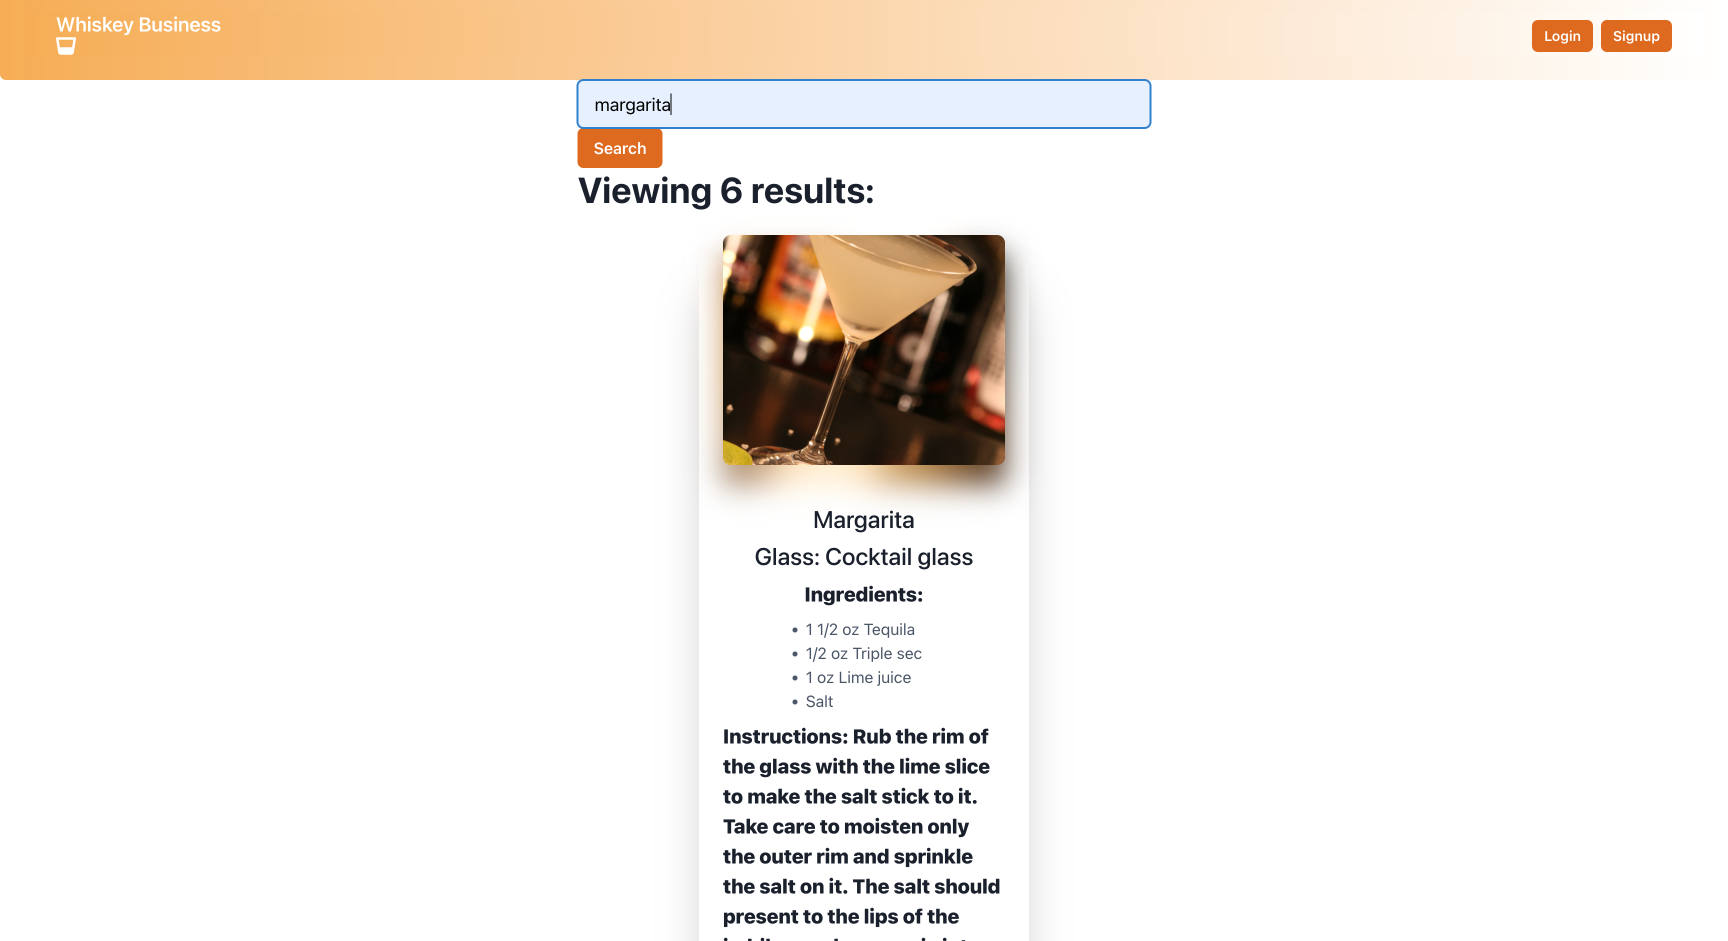 Whiskey Business
Login
Signup
margarita
Search
Viewing 6 results:
Margarita
Glass: Cocktail glass
Ingredients:
• 1 1/2 oz Tequila
• 1/2 oz Triple sec
• 1 oz Lime juice
• Salt
Instructions: Rub the rim of
the glass with the lime slice
to make the salt stick to it.
Take care to moisten only
the outer rim and sprinkle
the salt on it. The salt should
present to the lips of the